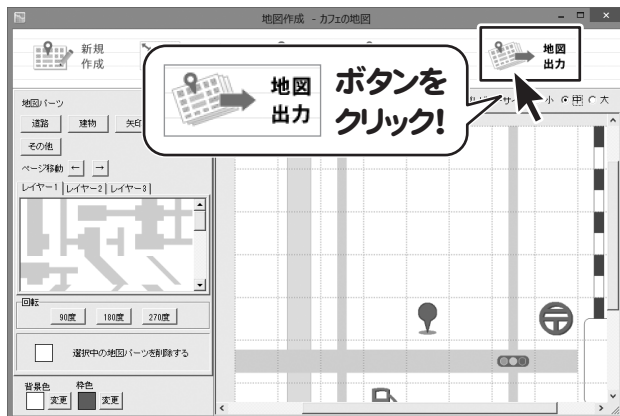 地図作成 - カフェの地図
新規
作成
地図
出力
地図
出力
ボタンを
クリック!
小 中 大
地図パーツ
道路 建物 矢印
その他
ページ移動 ← →
レイヤー1 レイヤー2 レイヤー3
回転
90度 180度 270度
選択中の地図パーツを削除する
背景色 枠色
変更 変更